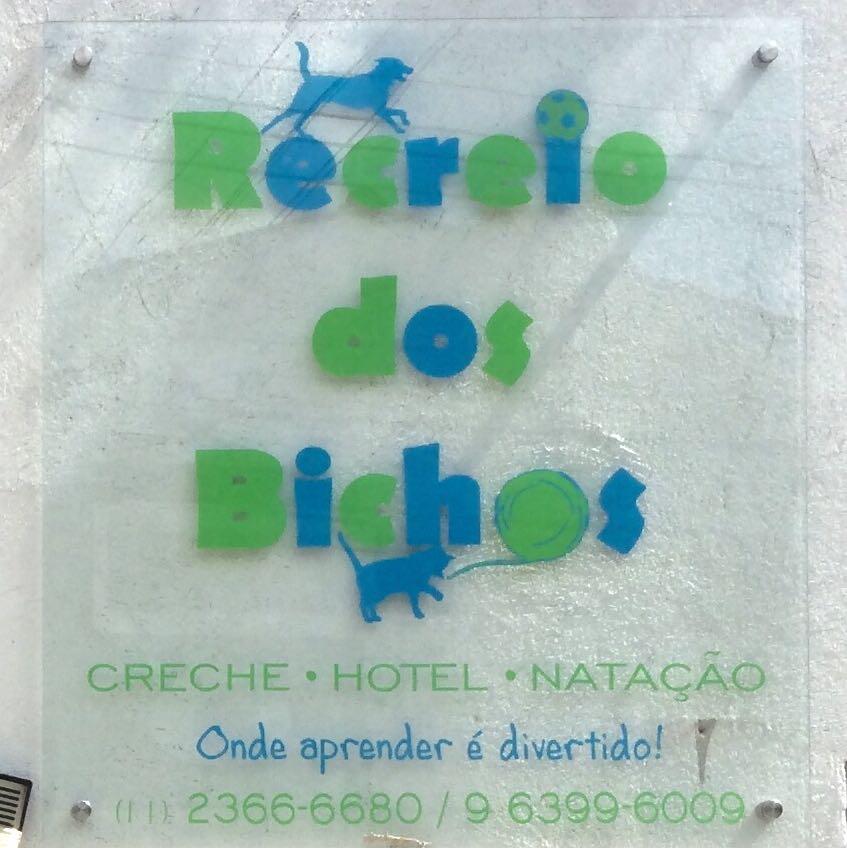 Recreio
dos
Bichos
CRECHE • HOTEL • NATAÇÃO
Onde aprender é divertido!
(11) 2366-6680 / 9 6399-6009